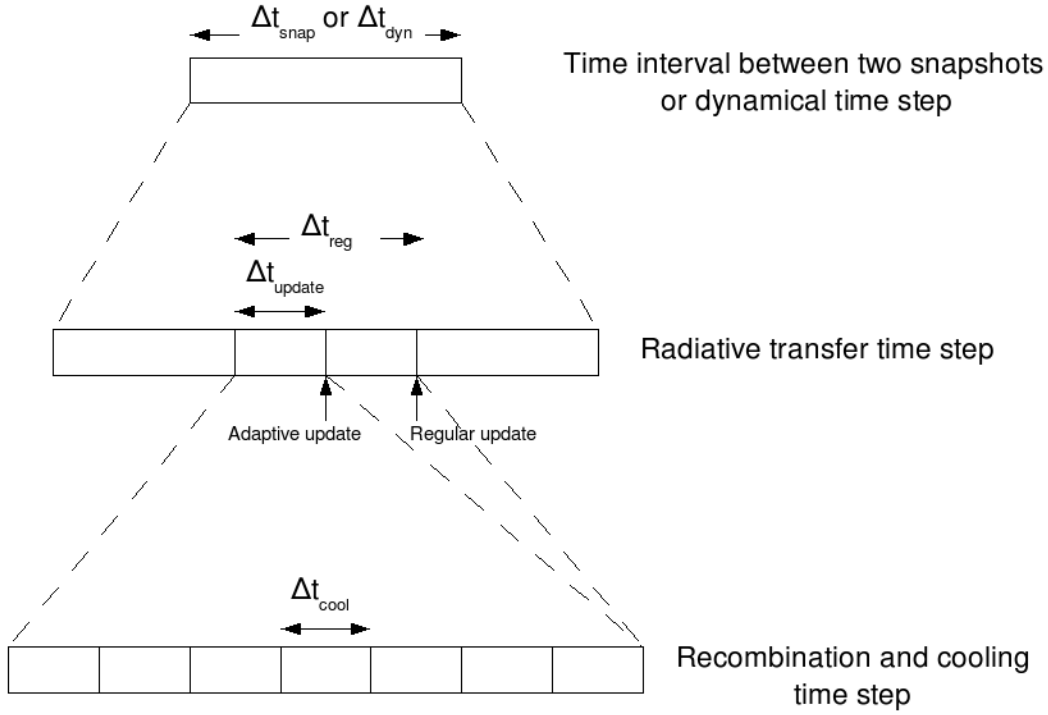 Δt_snap or Δt_dyn
Time interval between two snapshots
or dynamical time step
Δt_reg
Δt_update
Radiative transfer time step
Adaptive update
Regular update
Δt_cool
Recombination and cooling
time step